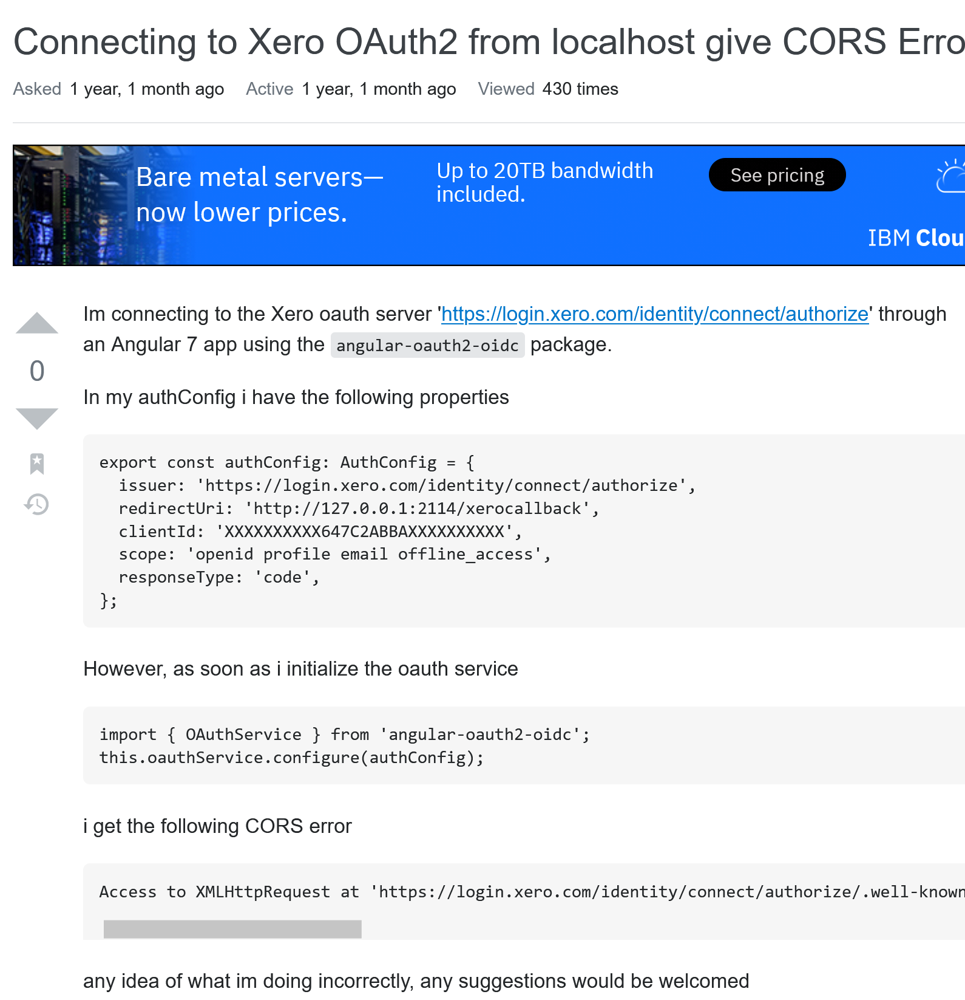 Connecting to Xero OAuth2 from localhost give CORS Erro
Asked 1 year, 1 month ago Active 1 year, 1 month ago Viewed 430 times
Bare metal servers—
now lower prices.
Up to 20TB bandwidth
included.
See pricing
IBM Clou
Im connecting to the Xero oauth server 'https://login.xero.com/identity/connect/authorize' through
an Angular 7 app using the angular-oauth2-oidc package.
0
In my authConfig i have the following properties
export const authConfig: AuthConfig = {
  issuer: 'https://login.xero.com/identity/connect/authorize',
  redirectUri: 'http://127.0.0.1:2114/xerocallback',
  clientId: 'XXXXXXXXXX647C2ABBAXXXXXXXXXX',
  scope: 'openid profile email offline_access',
  responseType: 'code',
};
However, as soon as i initialize the oauth service
import { OAuthService } from 'angular-oauth2-oidc';
this.oauthService.configure(authConfig);
i get the following CORS error
Access to XMLHttpRequest at 'https://login.xero.com/identity/connect/authorize/.well-known
any idea of what im doing incorrectly, any suggestions would be welcomed